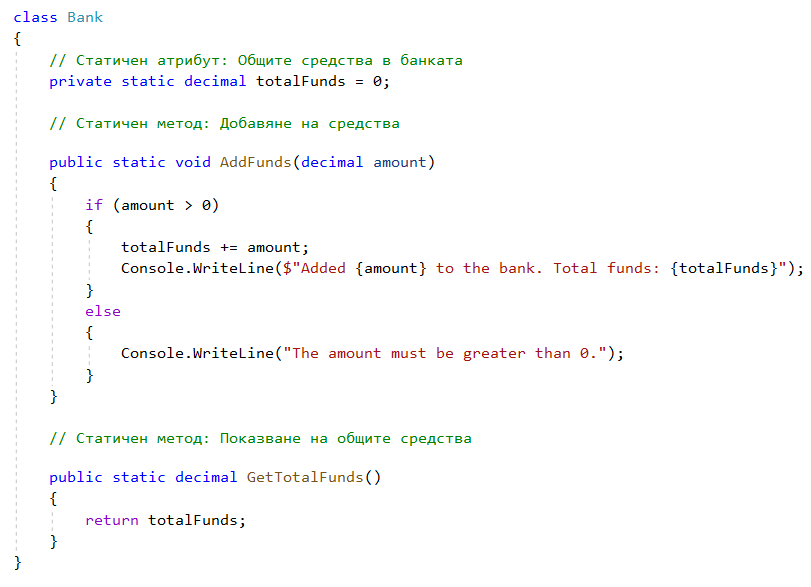 class Bank
{
// Статичен атрибут: Общите средства в банката
private static decimal totalFunds = 0;
// Статичен метод: Добавяне на средства
public static void AddFunds(decimal amount)
{
if (amount > 0)
{
totalFunds += amount;
Console.WriteLine($"Added {amount} to the bank. Total funds: {totalFunds}");
}
else
{
Console.WriteLine("The amount must be greater than 0.");
}
}
// Статичен метод: Показване на общите средства
public static decimal GetTotalFunds()
{
return totalFunds;
}
}